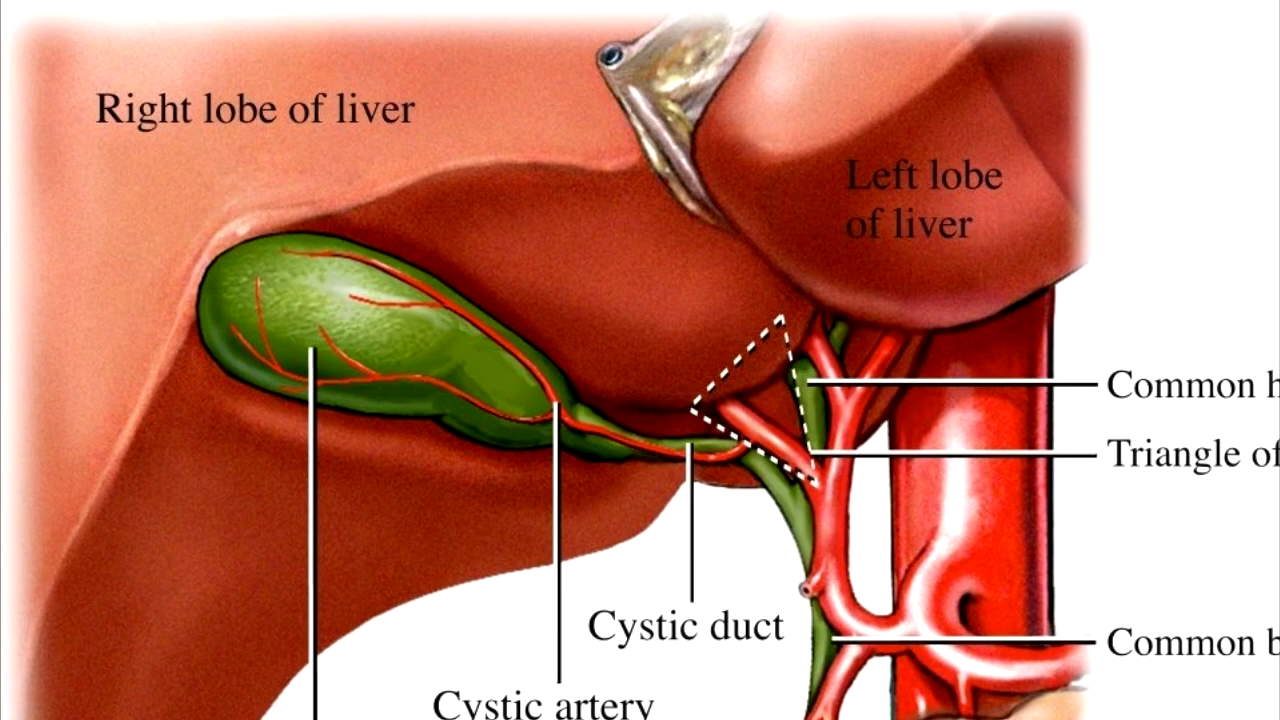 Right lobe of liver
Left lobe
of liver
Common
Triangle of
Cystic duct
Common
Cystic artery